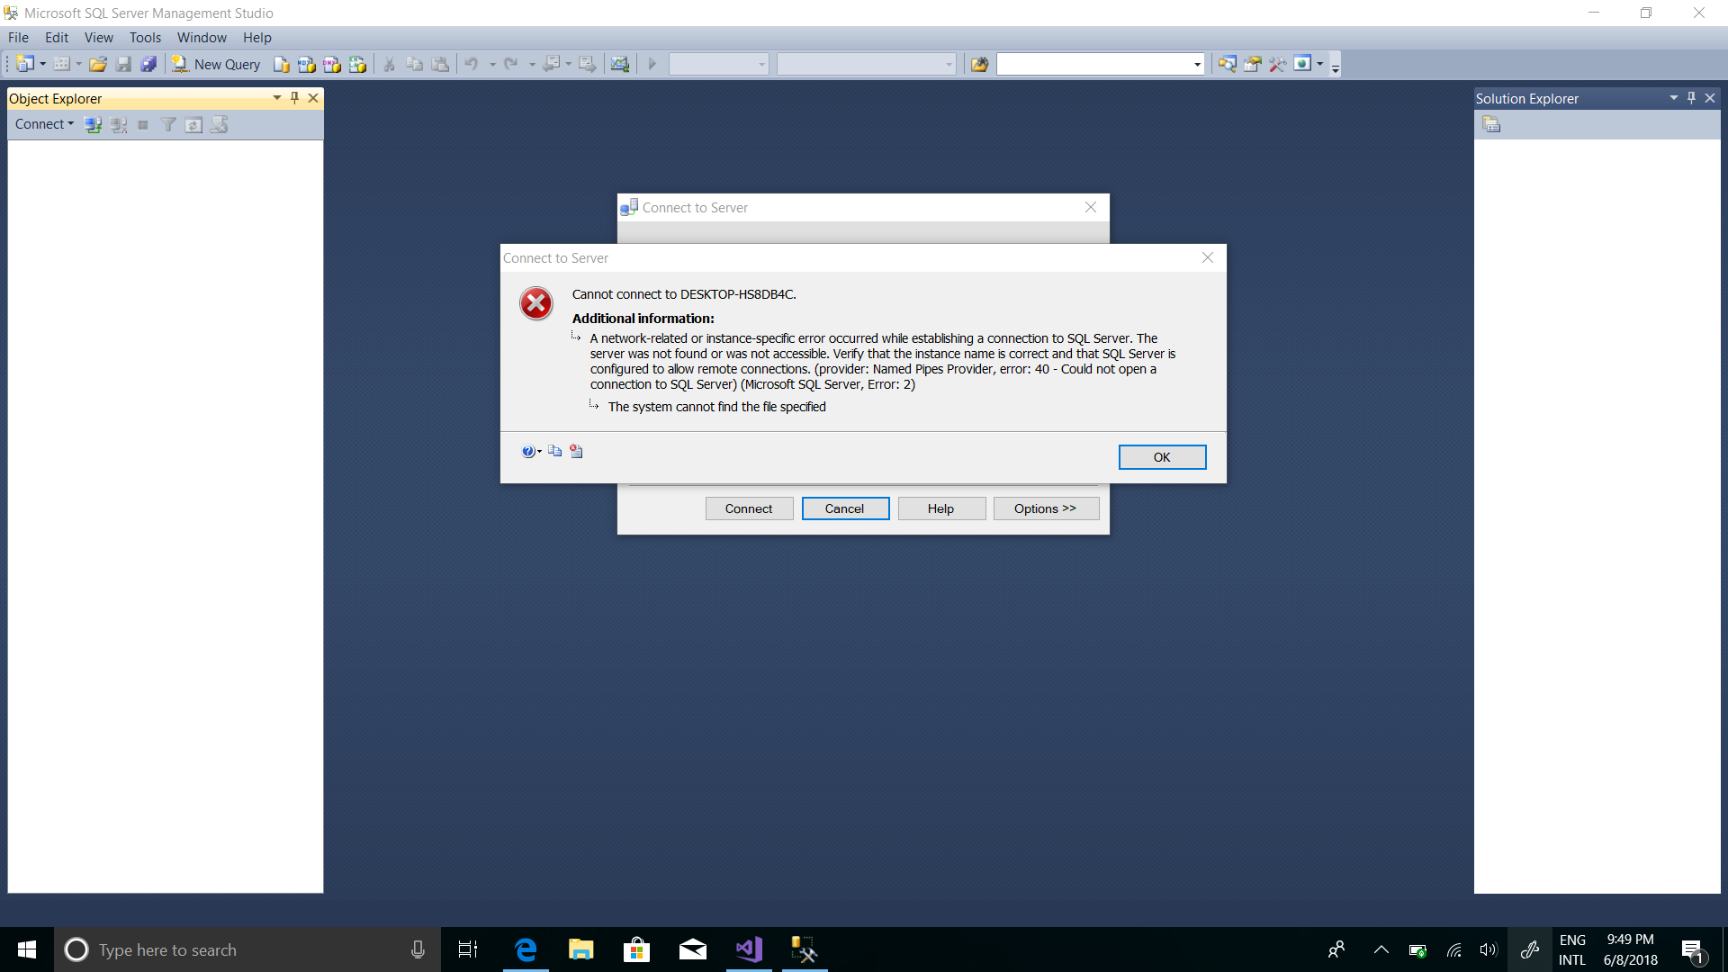 Microsoft SQL Server Management Studio
File Edit View Tools Window Help
New Query
Object Explorer
Connect
Solution Explorer
Connect to Server
Connect to Server
Cannot connect to DESKTOP-HS8DB4C.
Additional information:
A network-related or instance-specific error occurred while establishing a connection to SQL Server. The
server was not found or was not accessible. Verify that the instance name is correct and that SQL Server is
configured to allow remote connections. (provider: Named Pipes Provider, error: 40 - Could not open a
connection to SQL Server) (Microsoft SQL Server, Error: 2)
The system cannot find the file specified
OK
Connect Cancel Help Options >>
Type here to search
ENG
INTL
9:49 PM
6/8/2018
1